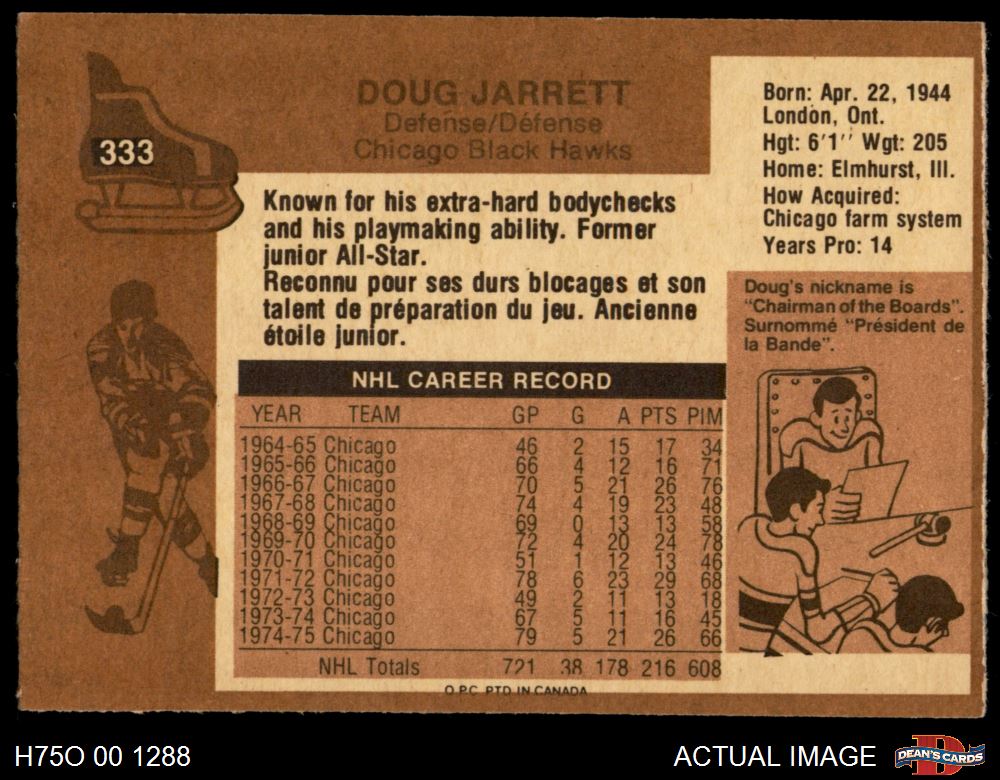 DOUG JARRETT
Defense/Défense
Chicago Black Hawks
333
Born: Apr. 22, 1944
London, Ont.
Hgt: 6'1'' Wgt: 205
Home: Elmhurst, Ill.
How Acquired:
Chicago farm system
Years Pro: 14
Known for his extra-hard bodychecks
and his playmaking ability. Former
junior All-Star.
Reconnu pour ses durs blocages et son
talent de préparation du jeu. Ancienne
étoile junior.
Doug's nickname is
"Chairman of the Boards".
Surnommé "Président de
la Bande".
NHL CAREER RECORD
YEAR TEAM GP G A PTS PIM
1964-65 Chicago 46 2 15 17 34
1965-66 Chicago 66 4 12 16 71
1966-67 Chicago 70 5 21 26 76
1967-68 Chicago 74 4 19 23 48
1968-69 Chicago 69 0 13 13 58
1969-70 Chicago 72 4 20 24 78
1970-71 Chicago 51 1 12 13 46
1971-72 Chicago 78 6 23 29 68
1972-73 Chicago 49 2 11 13 18
1973-74 Chicago 67 5 11 16 45
1974-75 Chicago 79 5 21 26 66
NHL Totals 721 38 178 216 608
O.P.C. PTD. IN CANADA
H75O 00 1288
ACTUAL IMAGE
DEAN'S CARDS